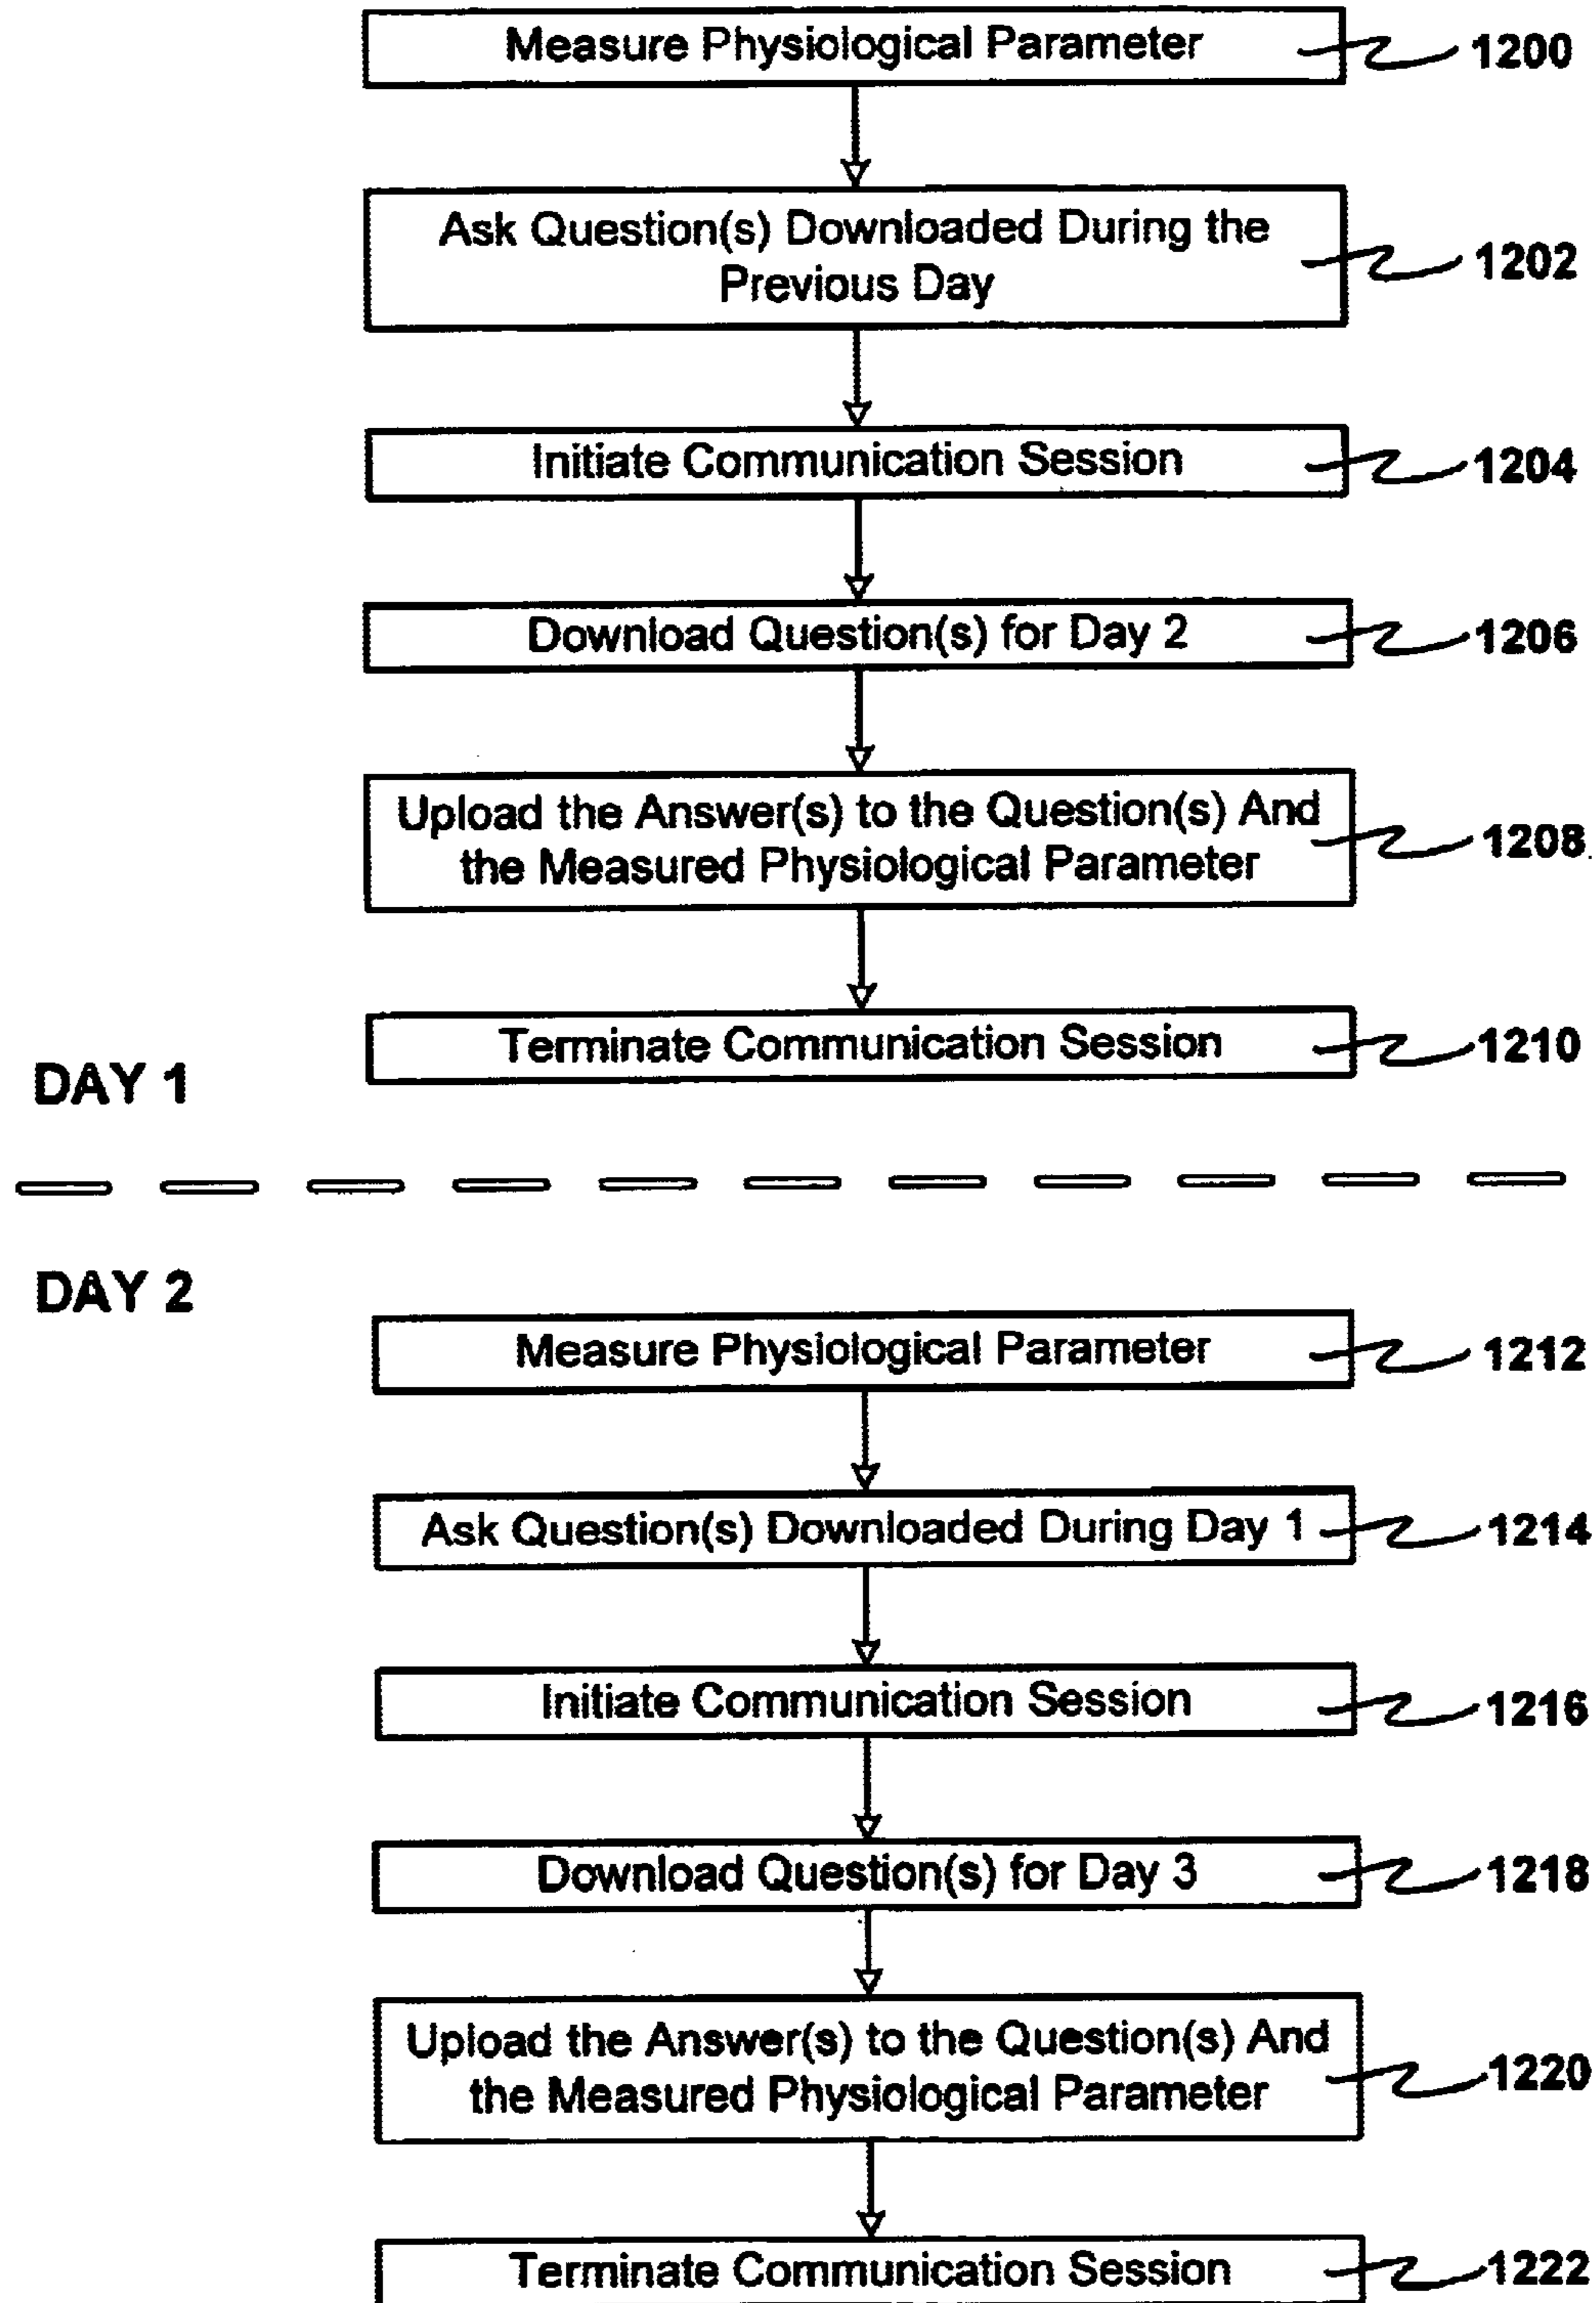 Measure Physiological Parameter 1200
Ask Question(s) Downloaded During the
Previous Day 1202
Initiate Communication Session 1204
Download Question(s) for Day 2 1206
Upload the Answer(s) to the Question(s) And
the Measured Physiological Parameter 1208
Terminate Communication Session 1210
DAY 1
DAY 2
Measure Physiological Parameter 1212
Ask Question(s) Downloaded During Day 1 1214
Initiate Communication Session 1216
Download Question(s) for Day 3 1218
Upload the Answer(s) to the Question(s) And
the Measured Physiological Parameter 1220
Terminate Communication Session 1222